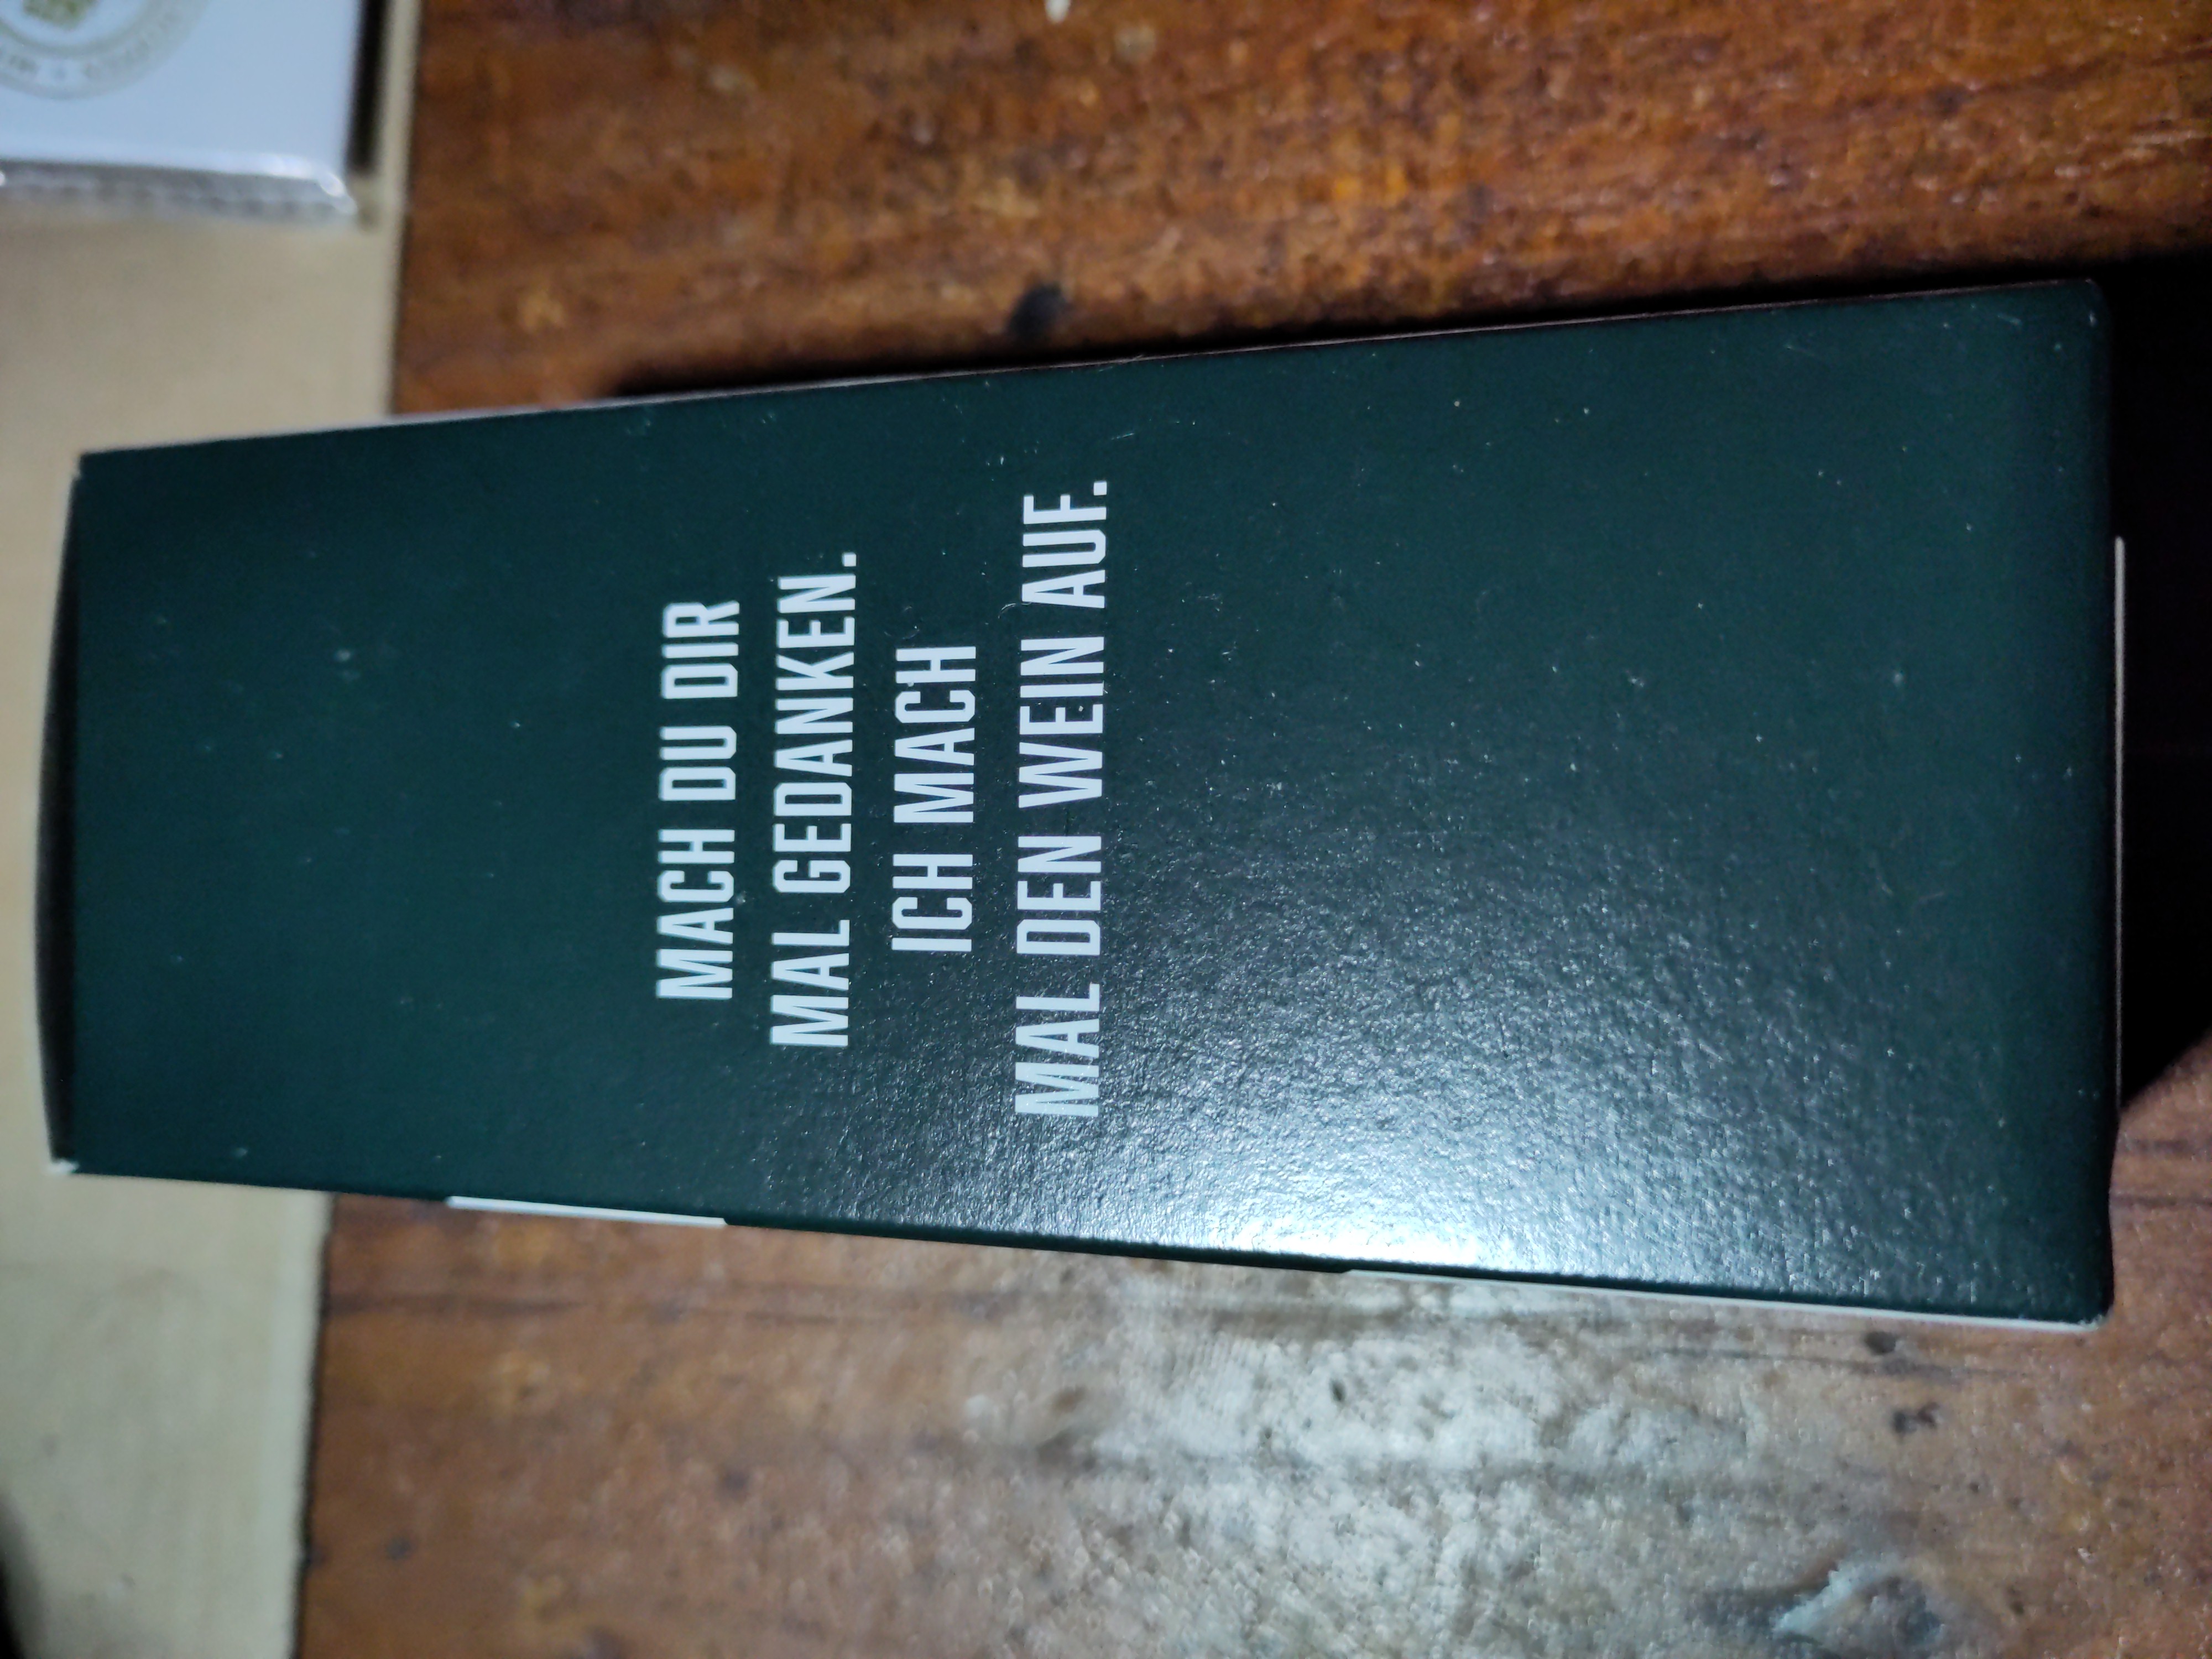 MACH DU DIR
MAL GEDANKEN.
ICH MACH
MAL DEN WEIN AUF.